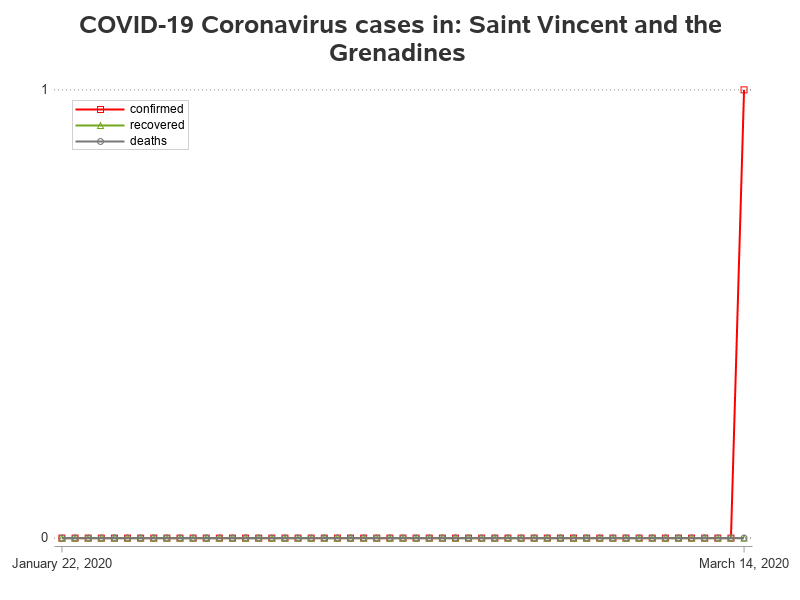 COVID-19 Coronavirus cases in: Saint Vincent and the
Grenadines
1
confirmed
recovered
deaths
0
January 22, 2020
March 14, 2020